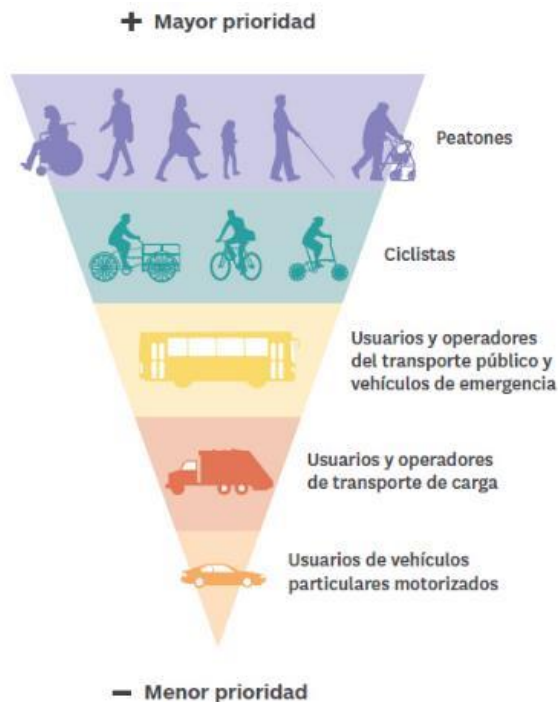 + Mayor prioridad
Peatones
Ciclistas
Usuarios y operadores
del transporte público y
vehículos de emergencia
Usuarios y operadores
de transporte de carga
Usuarios de vehículos
particulares motorizados
− Menor prioridad